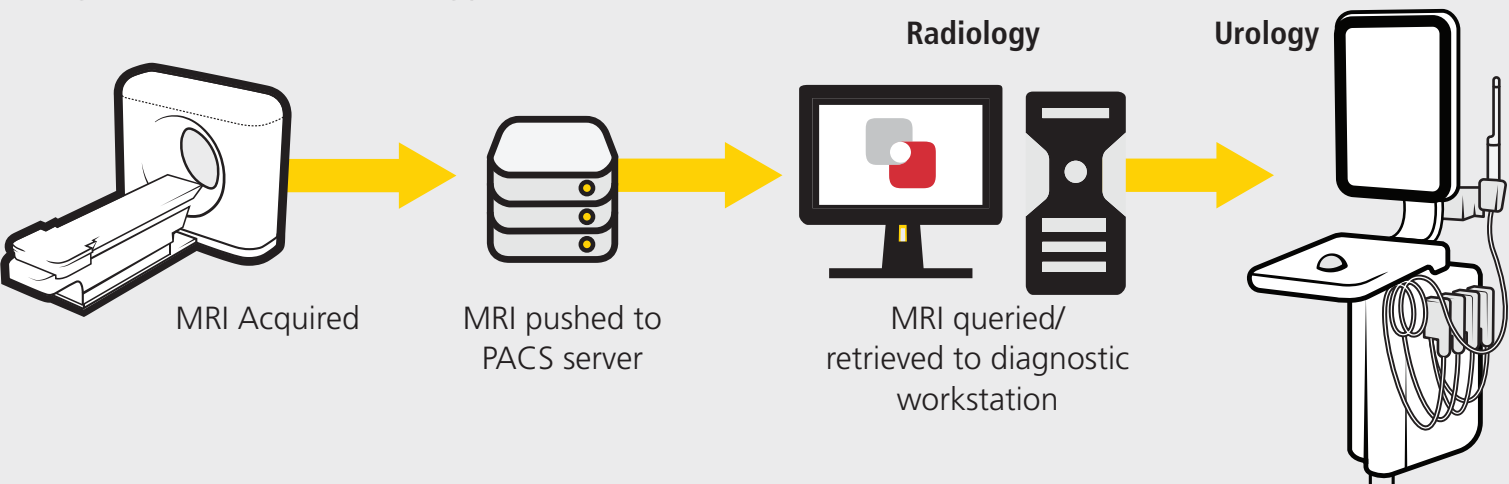 Radiology
Urology
MRI Acquired
MRI pushed to
PACS server
MRI queried/
retrieved to diagnostic
workstation